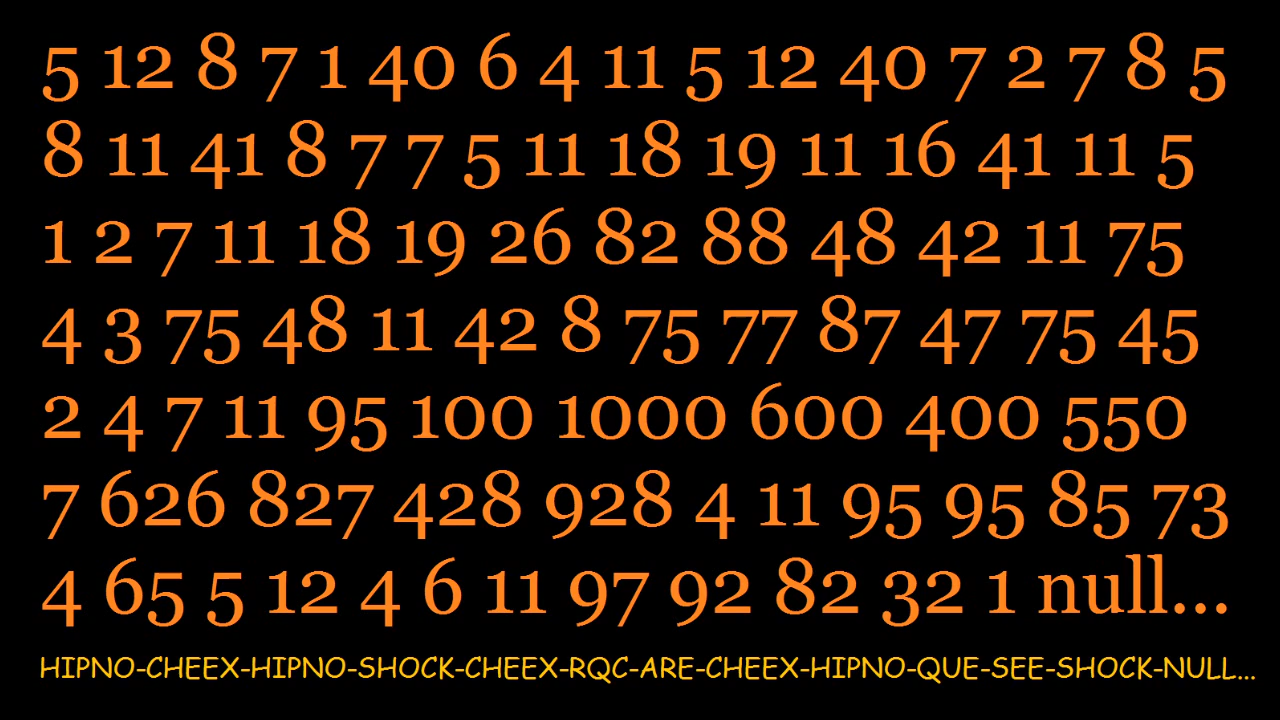 5 12 8 7 1 40 6 4 11 5 12 40 7 2 7 8 5
8 11 41 8 7 7 5 11 18 19 11 16 41 11 5
1 2 7 11 18 19 26 82 88 48 42 11 75
4 3 75 48 11 42 8 75 77 87 47 75 45
2 4 7 11 95 100 1000 600 400 550
7 626 827 428 928 4 11 95 95 85 73
4 65 5 12 4 6 11 97 92 82 32 1 null...
HIPNO-CHEEX-HIPNO-SHOCK-CHEEX-RQC-ARE-CHEEX-HIPNO-QUE-SEE-SHOCK-NULL...